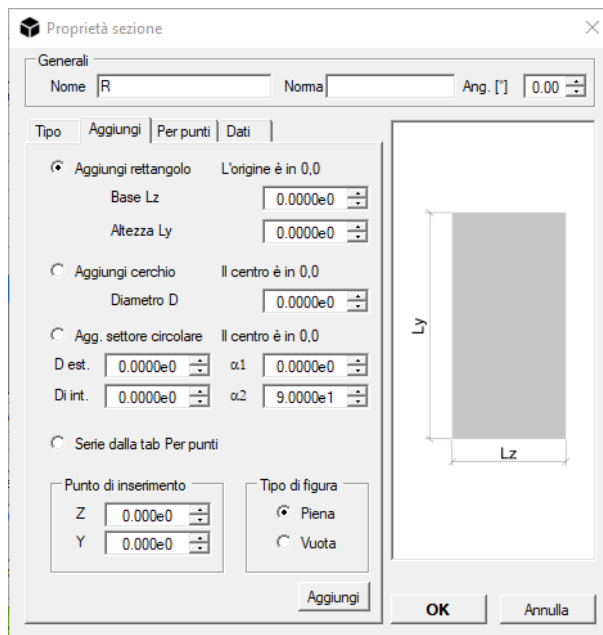 Proprietà sezione
Generali
Nome R Norma Ang. [°] 0.00
Tipo Aggiungi Per punti Dati
Aggiungi rettangolo L'origine è in 0,0
Base Lz 0.0000e0
Altezza Ly 0.0000e0
Aggiungi cerchio Il centro è in 0,0
Diametro D 0.0000e0
Agg. settore circolare Il centro è in 0,0
D est. 0.0000e0 α1 0.0000e0
Di int. 0.0000e0 α2 9.0000e1
Serie dalla tab Per punti
Punto di inserimento
Z 0.000e0
Y 0.000e0
Tipo di figura
Piena
Vuota
Aggiungi
Ly
Lz
OK Annulla